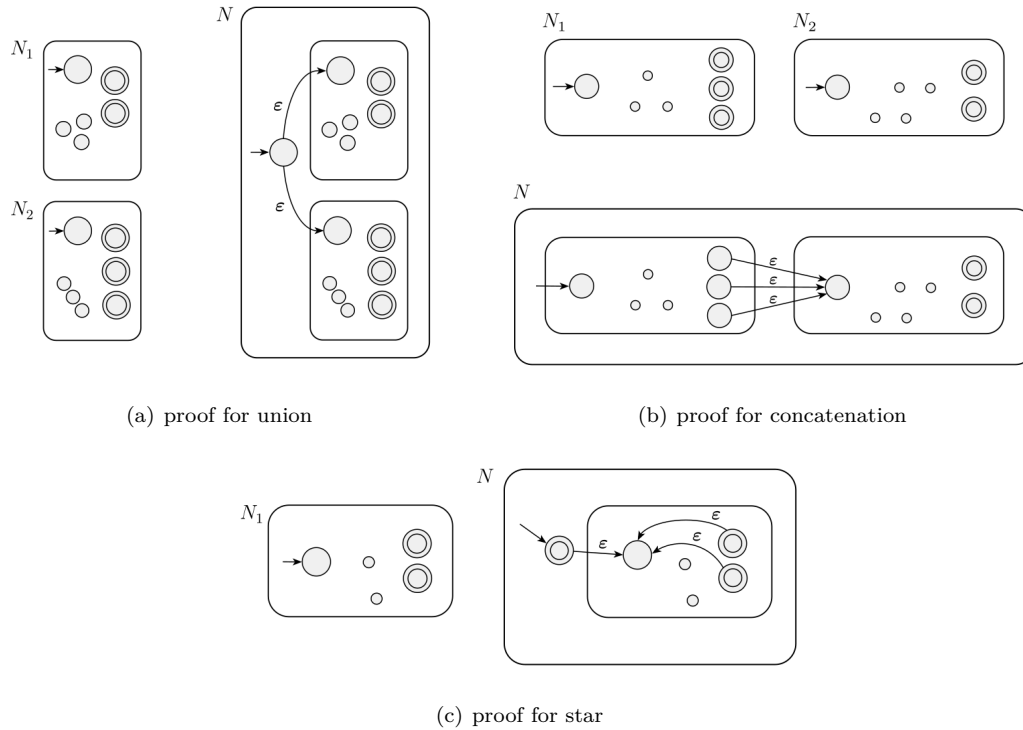 N₁
N₂
N
ε
ε
(a) proof for union
N₁
N₂
N
ε
ε
ε
(b) proof for concatenation
N₁
N
ε
ε
ε
(c) proof for star